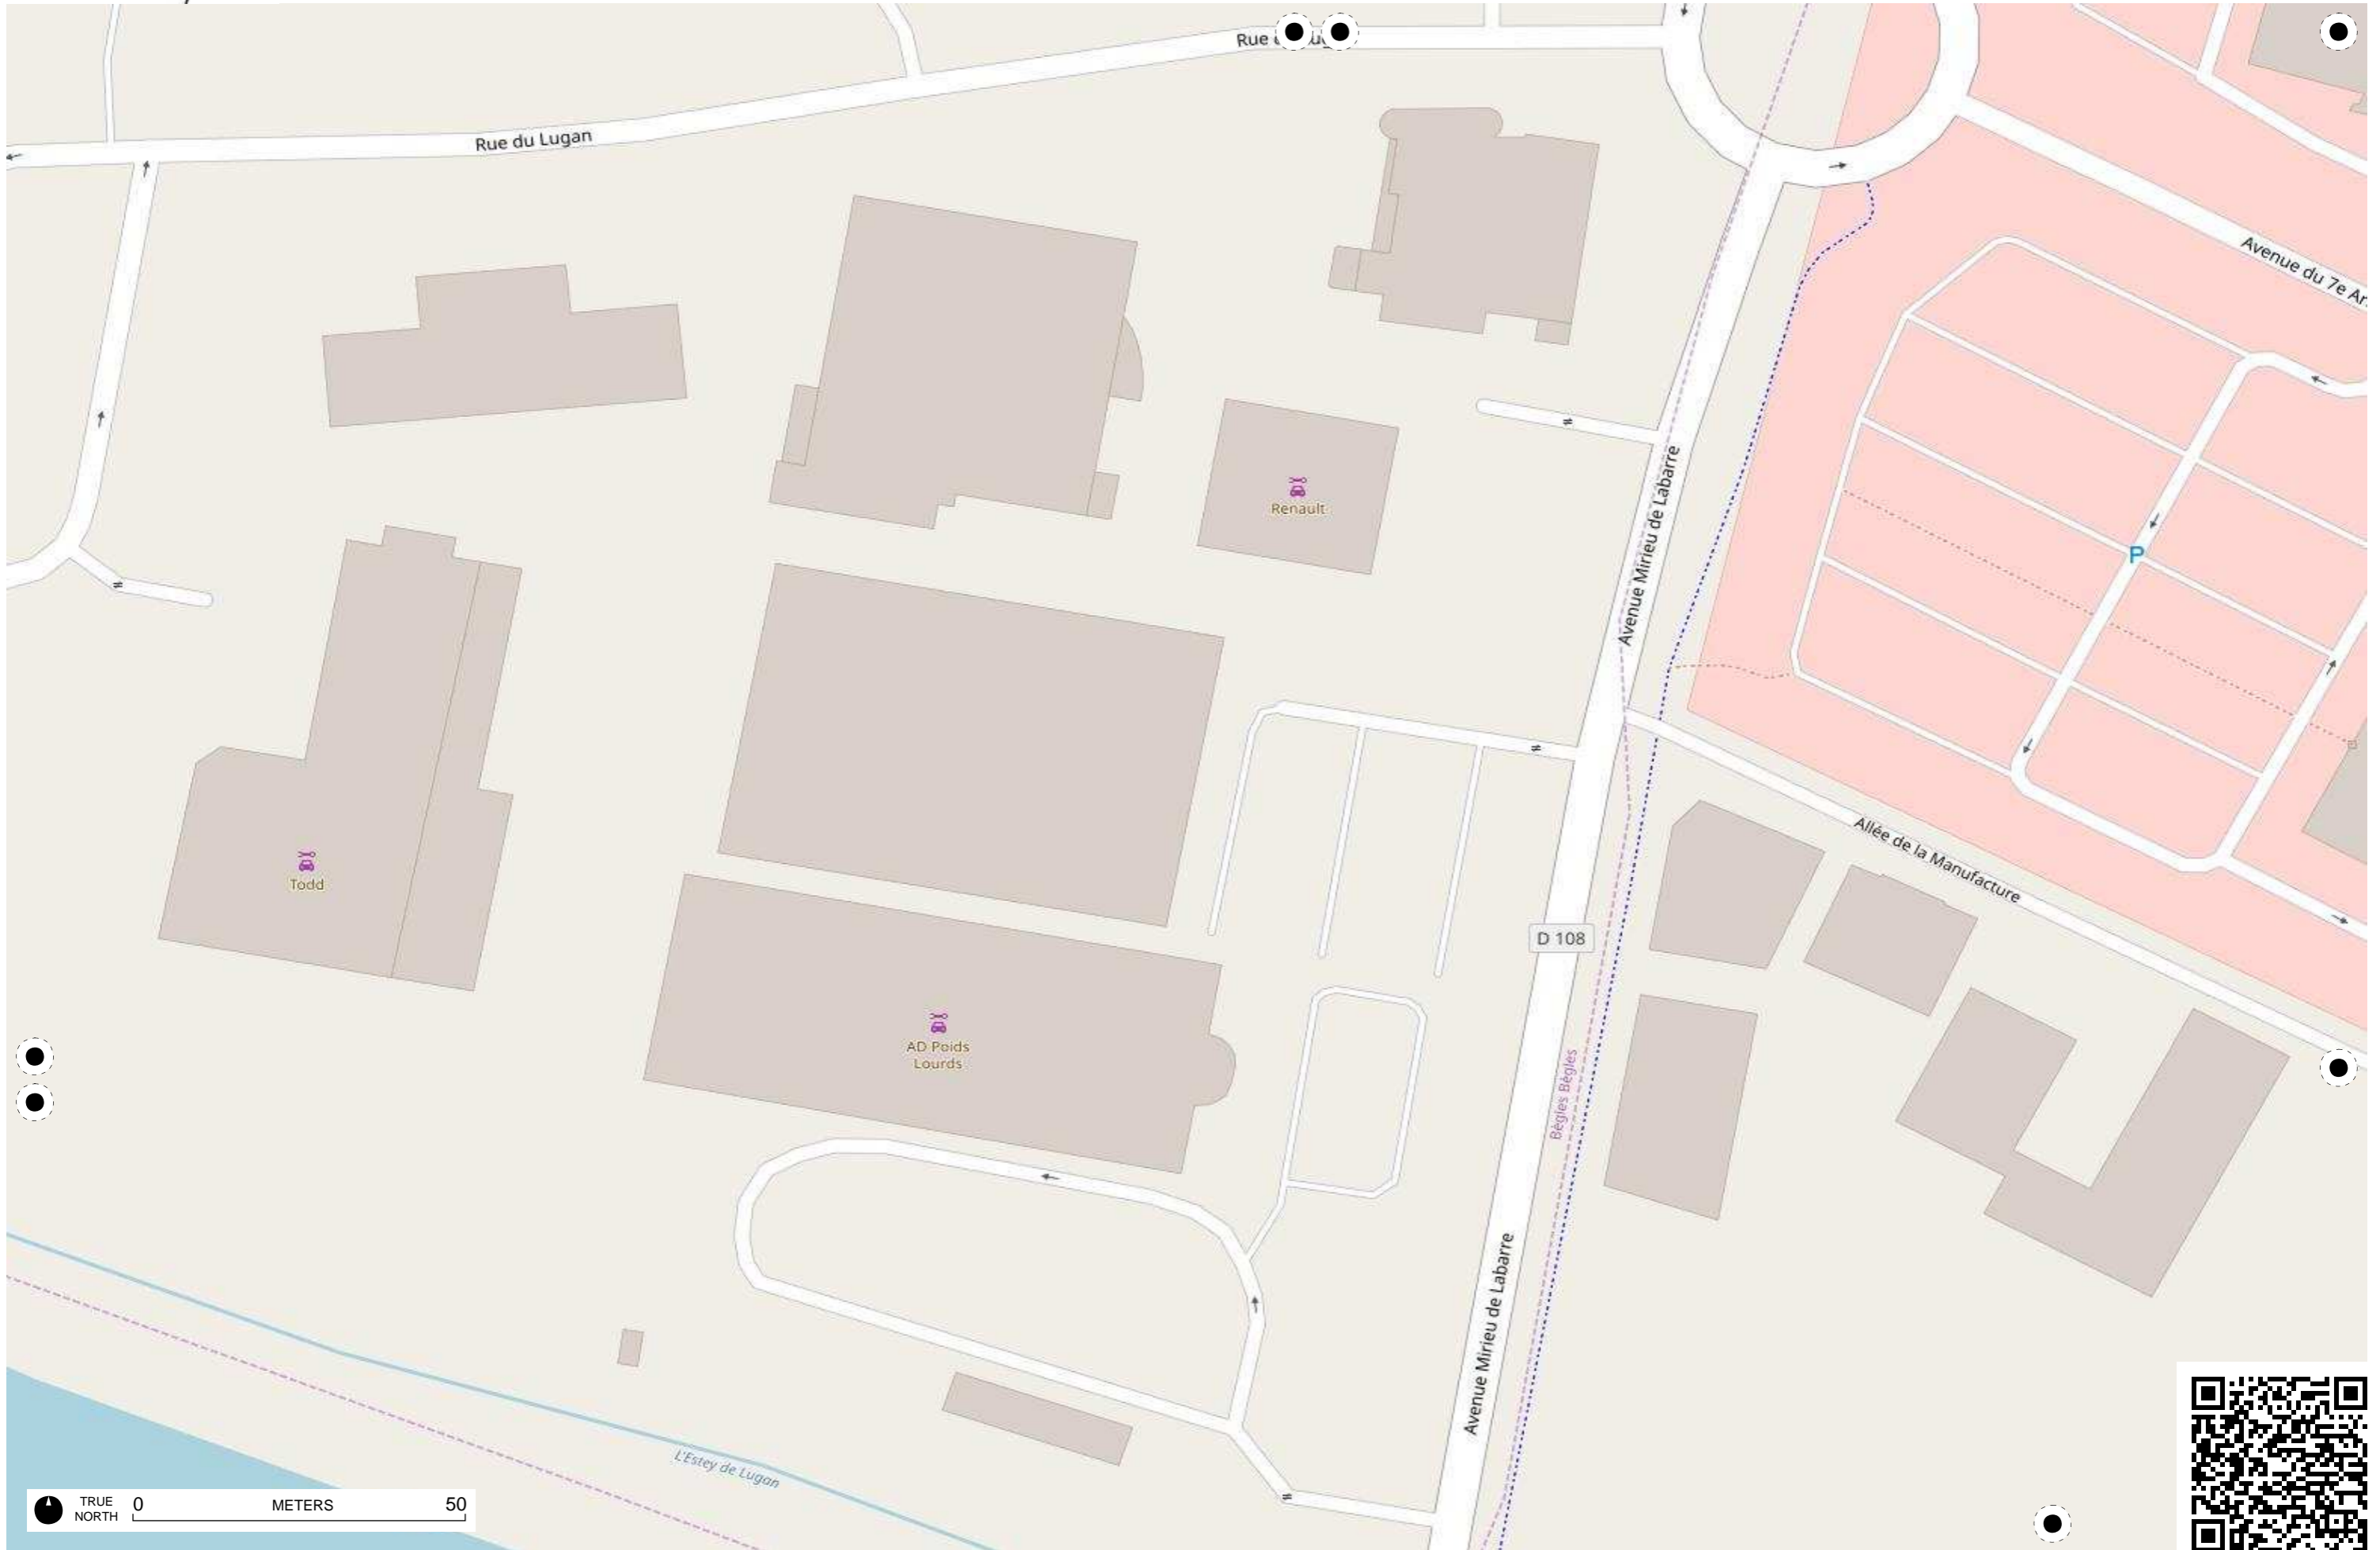 Rue du Lugan
Avenue du 7e Ar
Renault
Avenue Mirieu de Labarre
P
Allée de la Manufacture
Todd
D 108
AD Poids
Lourds
Bègles Bègles
Avenue Mirieu de Labarre
L'Estey de Lugan
TRUE
NORTH
0 METERS 50